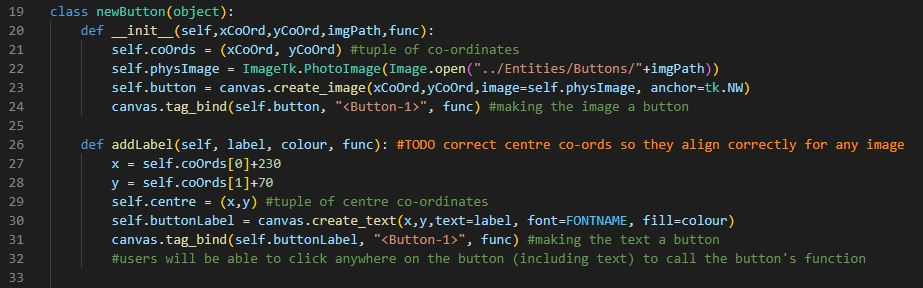 19 class newButton(object):
20     def __init__(self,xCoOrd,yCoOrd,imgPath,func):
21         self.coOrds = (xCoOrd, yCoOrd) #tuple of co-ordinates
22         self.physImage = ImageTk.PhotoImage(Image.open("../Entities/Buttons/"+imgPath))
23         self.button = canvas.create_image(xCoOrd,yCoOrd,image=self.physImage, anchor=tk.NW)
24         canvas.tag_bind(self.button, "<Button-1>", func) #making the image a button
25
26     def addLabel(self, label, colour, func): #TODO correct centre co-ords so they align correctly for any image
27         x = self.coOrds[0]+230
28         y = self.coOrds[1]+70
29         self.centre = (x,y) #tuple of centre co-ordinates
30         self.buttonLabel = canvas.create_text(x,y,text=label, font=FONTNAME, fill=colour)
31         canvas.tag_bind(self.buttonLabel, "<Button-1>", func) #making the text a button
32         #users will be able to click anywhere on the button (including text) to call the button's function
33